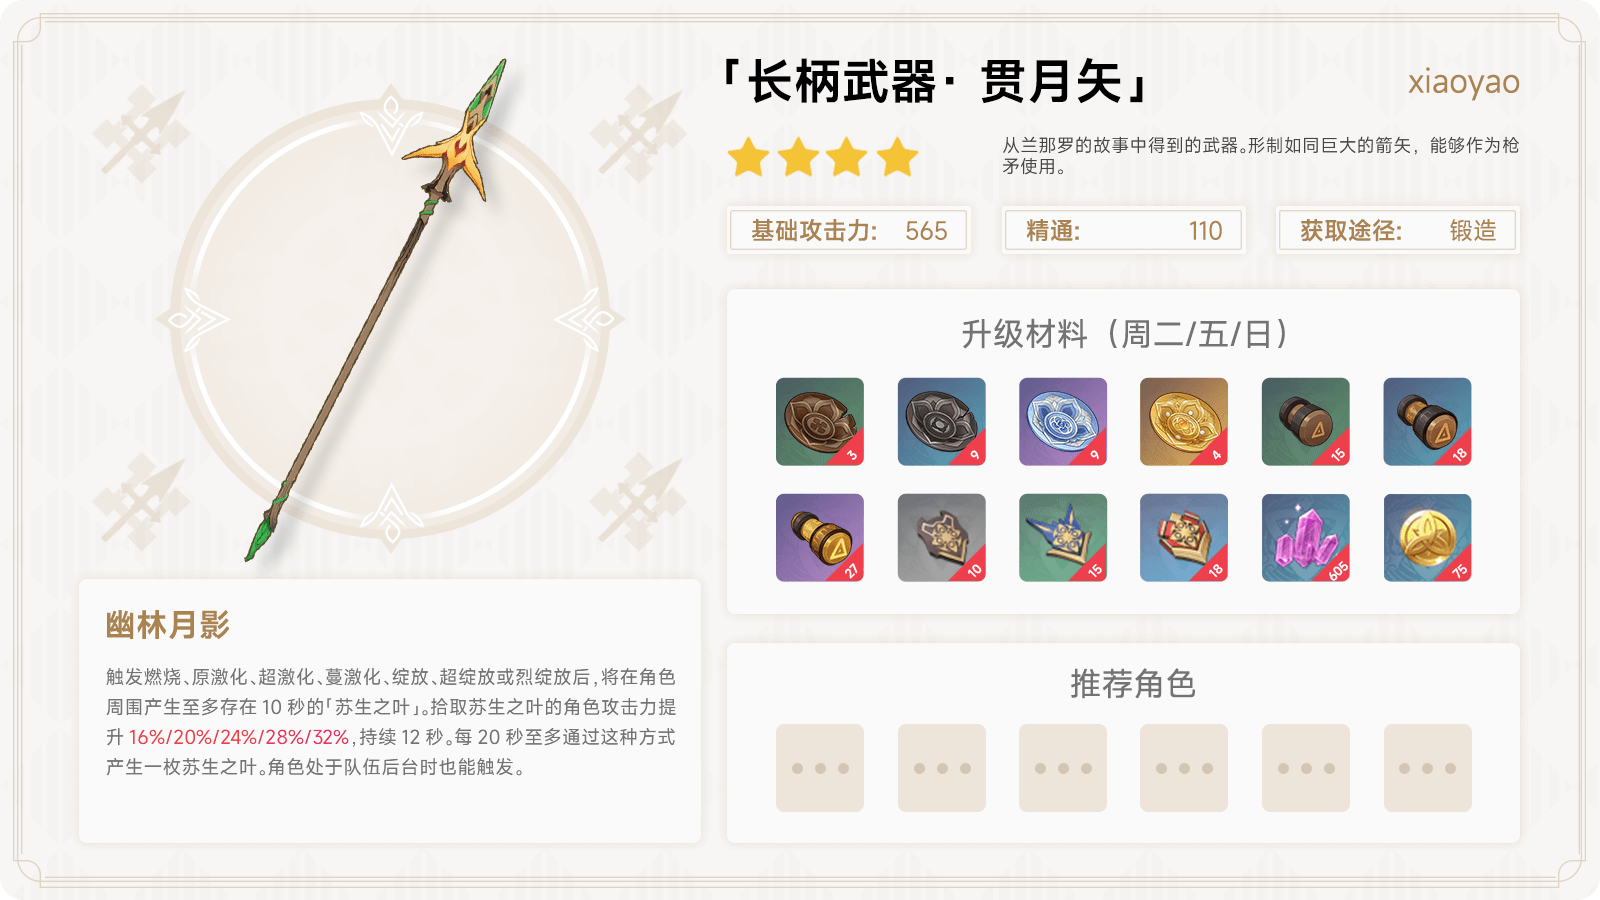 「长柄武器· 贯月矢」
xiaoyao
从兰那罗的故事中得到的武器。形制如同巨大的箭矢，能够作为枪
矛使用。
基础攻击力: 565
精通: 110
获取途径: 锻造
升级材料（周二/五/日）
3
9
9
4
15
18
27
10
15
18
605
75
幽林月影
触发燃烧、原激化、超激化、蔓激化、绽放、超绽放或烈绽放后,将在角色
周围产生至多存在 10 秒的「苏生之叶」。拾取苏生之叶的角色攻击力提
升 16%/20%/24%/28%/32%,持续 12 秒。每 20 秒至多通过这种方式
产生一枚苏生之叶。角色处于队伍后台时也能触发。
推荐角色